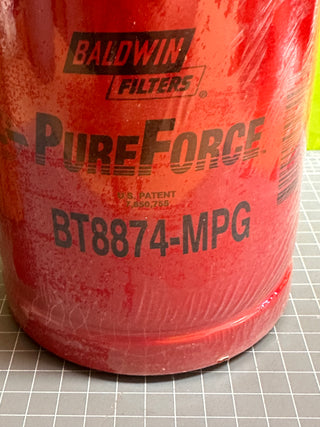 BALDWIN
FILTERS®
PUREFORCE
U.S. PATENT
BT8874-MPG